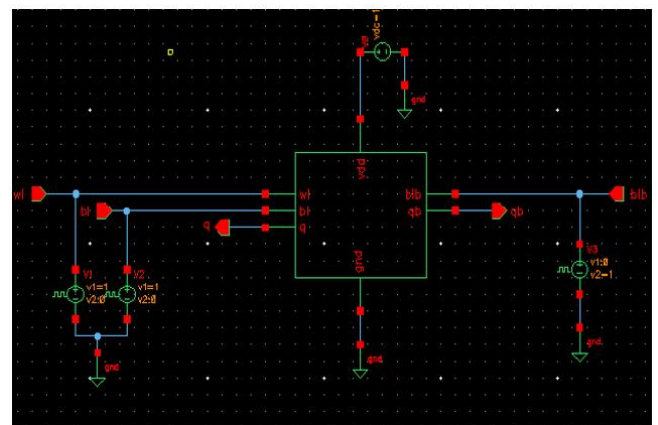 vdc=1
V0
gnd
vdd
wl
wl
blb
blb
bl
bl
qb
qb
q
q
gnd
V1
v1=1
v2:0
V2
v1=1
v2:0
V3
v1:0
v2=1
gnd
gnd
gnd